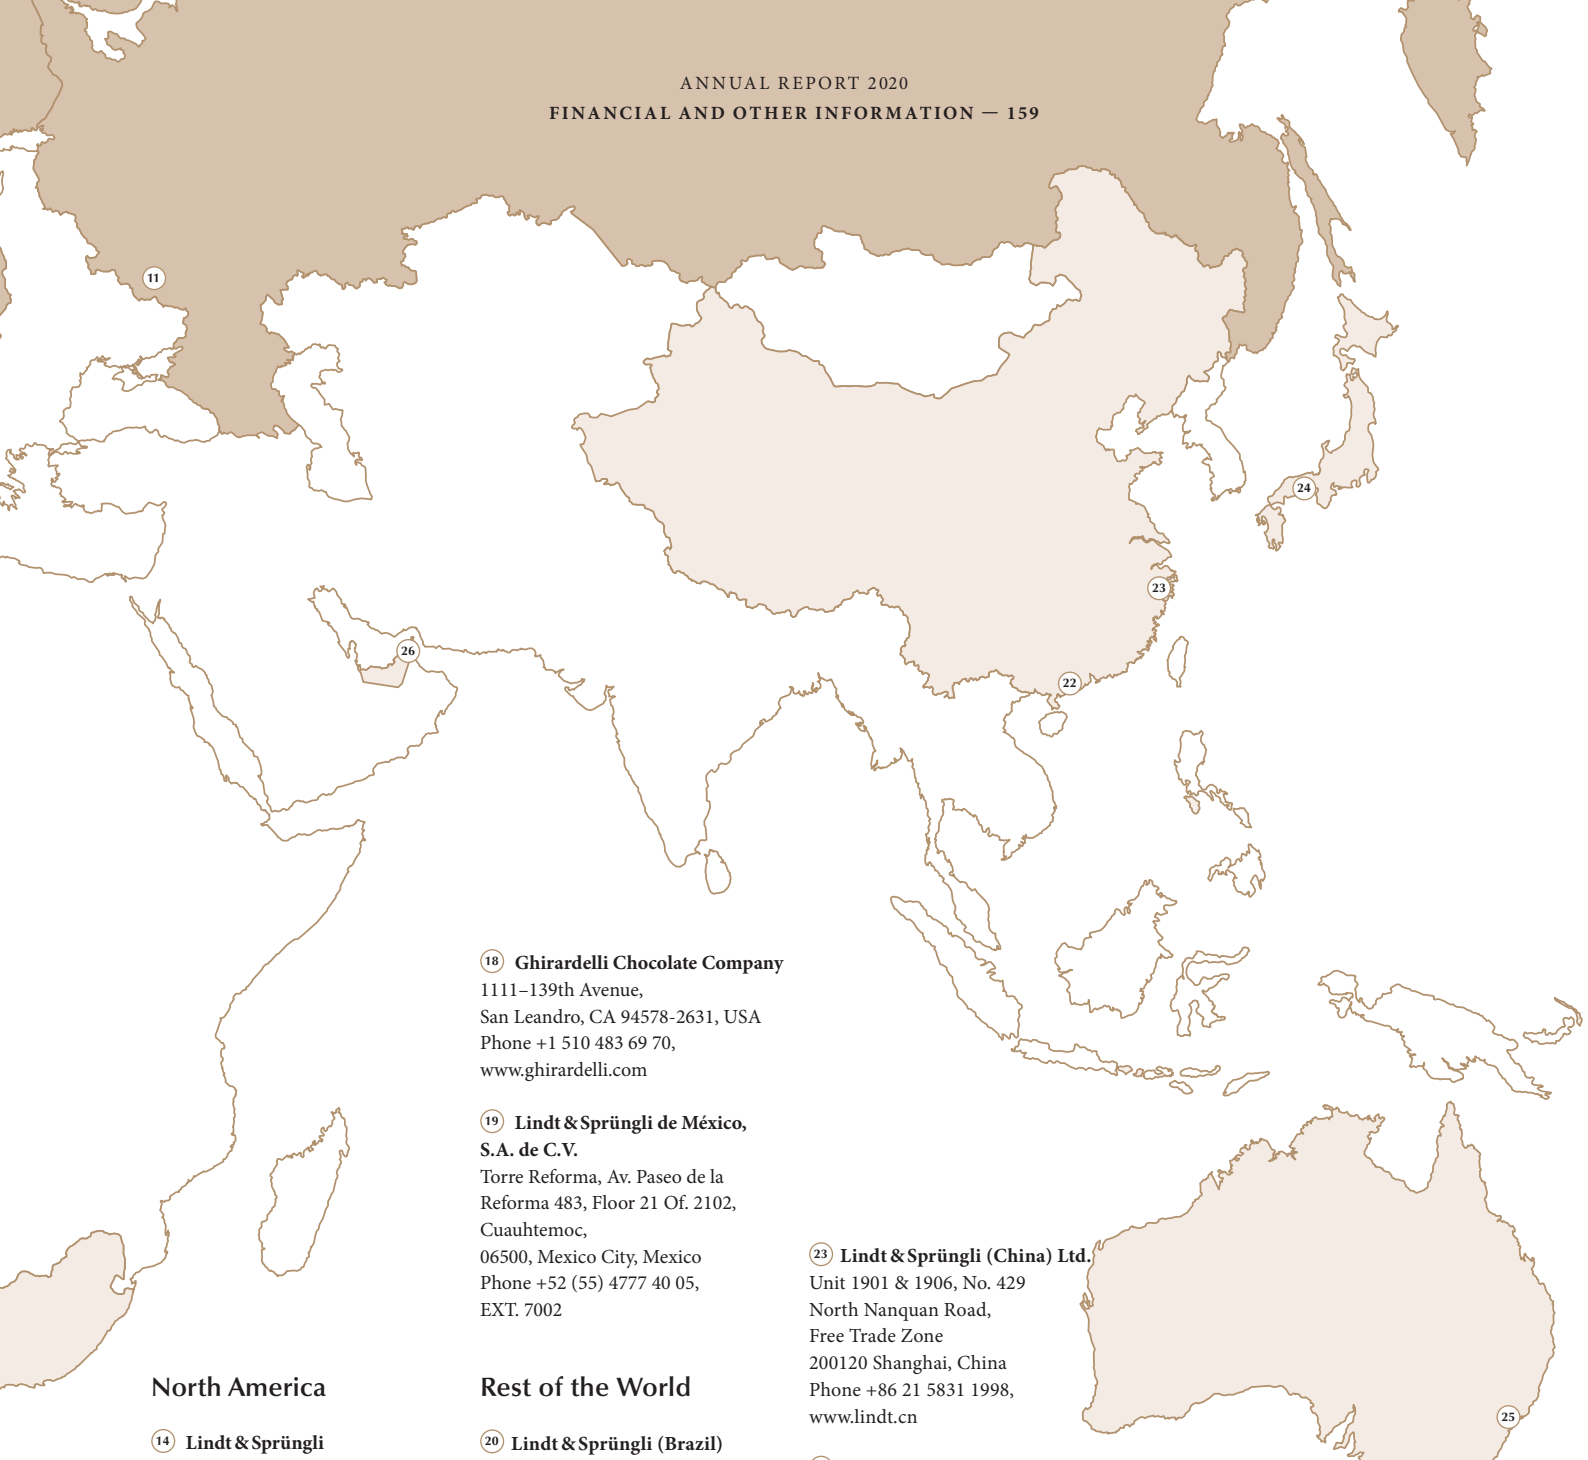 ANNUAL REPORT 2020
FINANCIAL AND OTHER INFORMATION — 159
11
24
23
26
22
18 Ghirardelli Chocolate Company
1111–139th Avenue,
San Leandro, CA 94578-2631, USA
Phone +1 510 483 69 70,
www.ghirardelli.com
19 Lindt & Sprüngli de México,
S.A. de C.V.
Torre Reforma, Av. Paseo de la
Reforma 483, Floor 21 Of. 2102,
Cuauhtemoc,
06500, Mexico City, Mexico
Phone +52 (55) 4777 40 05,
EXT. 7002
23 Lindt & Sprüngli (China) Ltd.
Unit 1901 & 1906, No. 429
North Nanquan Road,
Free Trade Zone
200120 Shanghai, China
Phone +86 21 5831 1998,
www.lindt.cn
25
North America
14 Lindt & Sprüngli
Rest of the World
20 Lindt & Sprüngli (Brazil)